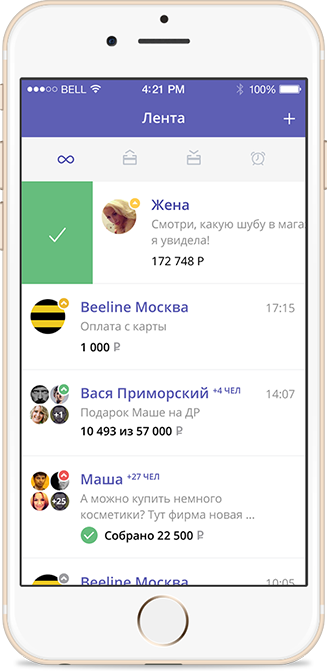 BELL 4:21 PM 100%
Лента +
Жена
Смотри, какую шубу в мага
я увидела!
172 748 Р
Beeline Москва 17:15
Оплата с карты
1 000 ₽
Вася Приморский +4 ЧЕЛ 14:07
+1
Подарок Маше на ДР
10 493 из 57 000 ₽
Маша +27 ЧЕЛ
+25
А можно купить немного
косметики? Тут фирма новая ...
Собрано 22 500 ₽
Beeline Москва 10:05